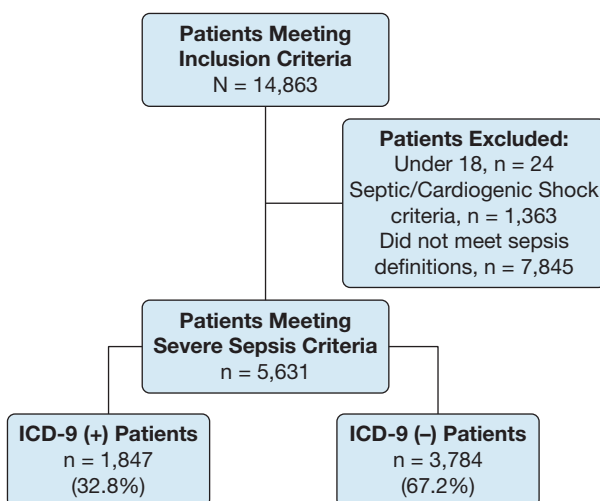 Patients Meeting
Inclusion Criteria
N = 14,863
Patients Excluded:
Under 18, n = 24
Septic/Cardiogenic Shock
criteria, n = 1,363
Did not meet sepsis
definitions, n = 7,845
Patients Meeting
Severe Sepsis Criteria
n = 5,631
ICD-9 (+) Patients
n = 1,847
(32.8%)
ICD-9 (–) Patients
n = 3,784
(67.2%)